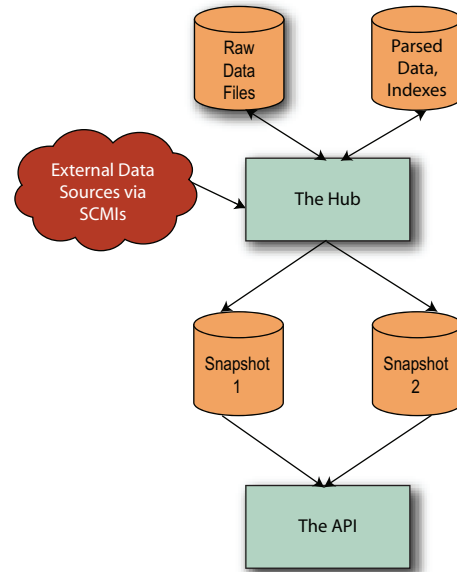 Raw
Data
Files
Parsed
Data,
Indexes
External Data
Sources via
SCMIs
The Hub
Snapshot
1
Snapshot
2
The API